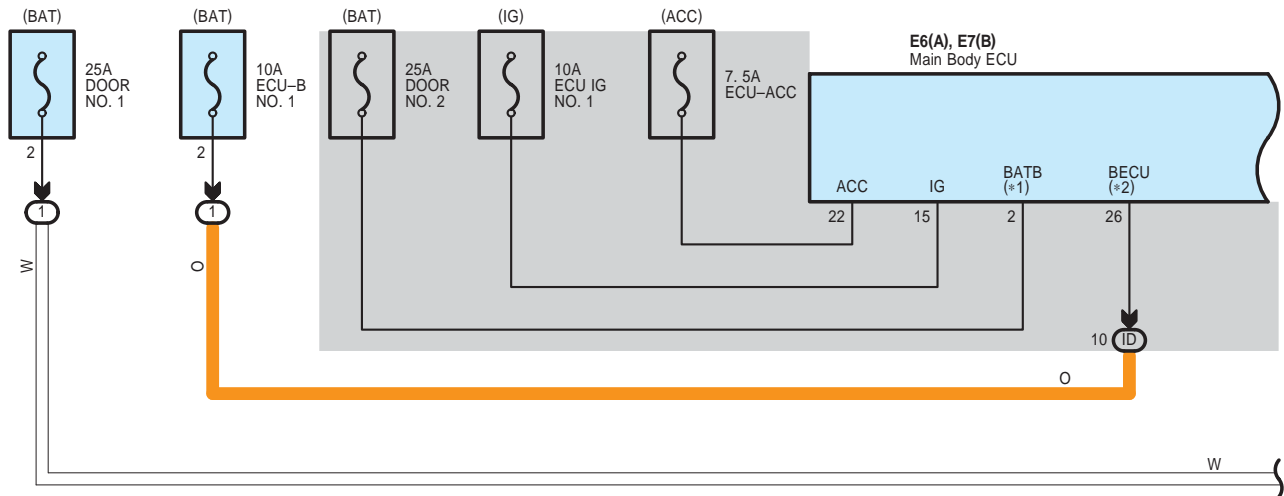 (BAT)
25A
DOOR
NO. 1
2
1
W
(BAT)
10A
ECU–B
NO. 1
2
1
O
(BAT)
25A
DOOR
NO. 2
(IG)
10A
ECU IG
NO. 1
(ACC)
7. 5A
ECU–ACC
E6(A), E7(B)
Main Body ECU
ACC
22
IG
15
BATB
(*1)
2
BECU
(*2)
26
10
ID
O
W